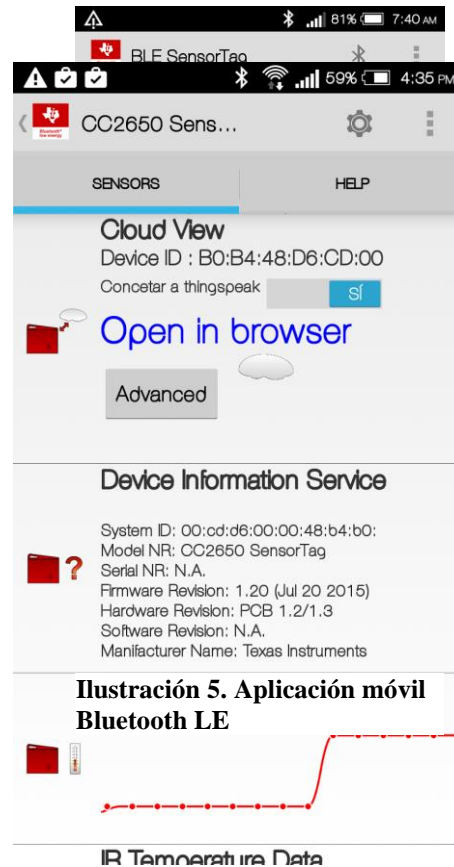 81% 7:40 AM
BLE SensorTag
59% 4:35 PM
CC2650 Sens...
SENSORS HELP
Cloud View
Device ID : B0:B4:48:D6:CD:00
Concetar a thingspeak SÍ
Open in browser
Advanced
Device Information Service
System ID: 00:cd:d6:00:00:48:b4:b0:
Model NR: CC2650 SensorTag
Serial NR: N.A.
Firmware Revision: 1.20 (Jul 20 2015)
Hardware Revision: PCB 1.2/1.3
Software Revision: N.A.
Manifacturer Name: Texas Instruments
Ilustración 5. Aplicación móvil
Bluetooth LE
IR Temperature Data